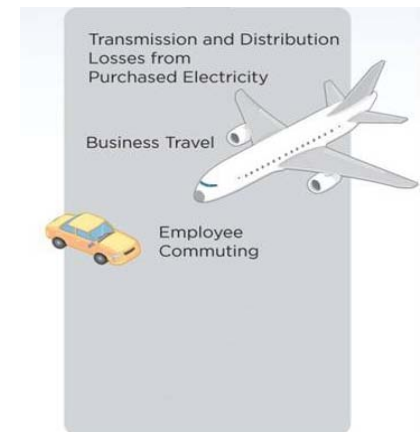 Transmission and Distribution
Losses from
Purchased Electricity
Business Travel
Employee
Commuting